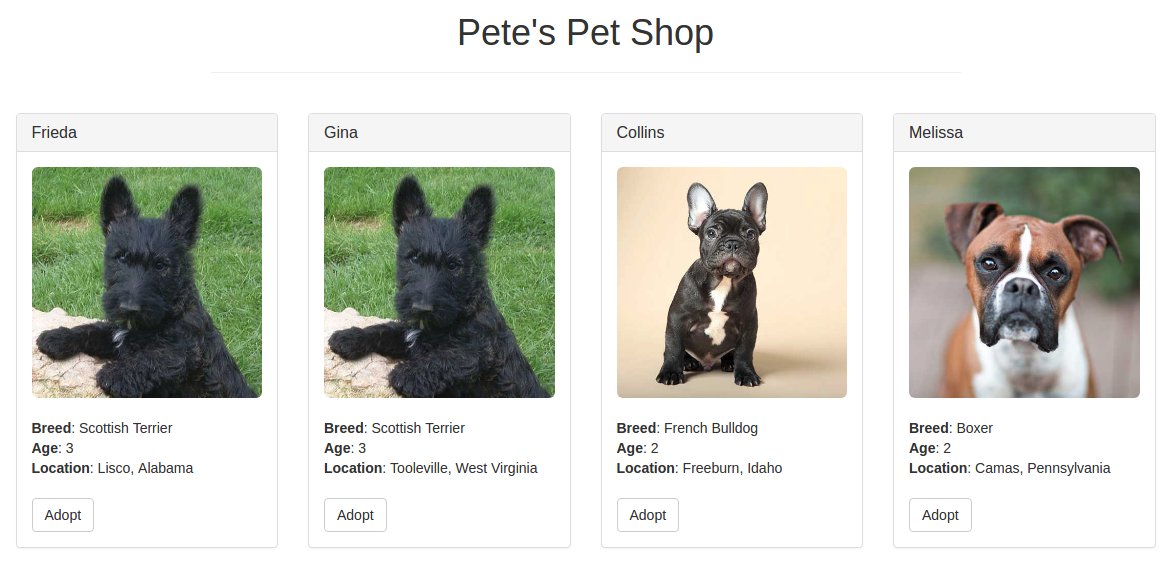 Pete's Pet Shop
Frieda
Breed: Scottish Terrier
Age: 3
Location: Lisco, Alabama
Adopt
Gina
Breed: Scottish Terrier
Age: 3
Location: Tooleville, West Virginia
Adopt
Collins
Breed: French Bulldog
Age: 2
Location: Freeburn, Idaho
Adopt
Melissa
Breed: Boxer
Age: 2
Location: Camas, Pennsylvania
Adopt